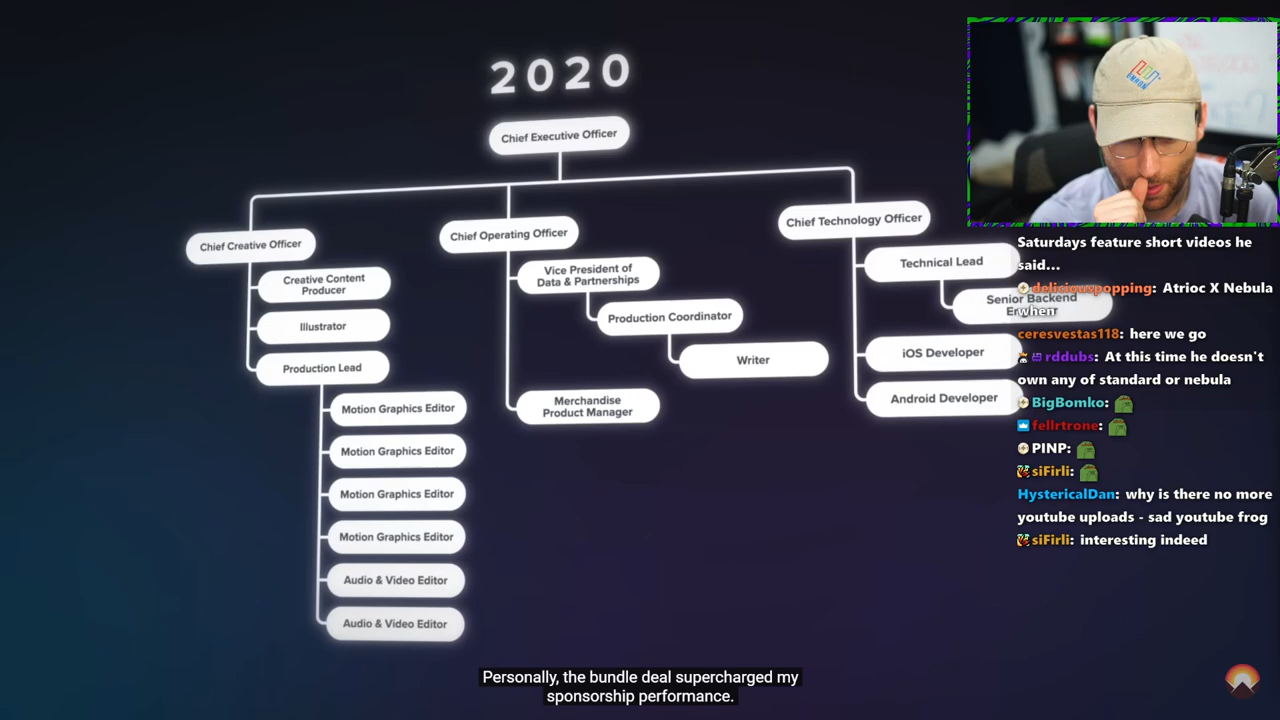 2020
Chief Executive Officer
Chief Creative Officer
Chief Operating Officer
Chief Technology Officer
Creative Content
Producer
Illustrator
Production Lead
Motion Graphics Editor
Motion Graphics Editor
Motion Graphics Editor
Motion Graphics Editor
Audio & Video Editor
Audio & Video Editor
Vice President of
Data & Partnerships
Production Coordinator
Writer
Merchandise
Product Manager
Technical Lead
Senior Backend
iOS Developer
Android Developer
Saturdays feature short videos he
said...
deliciouspopping: Atrioc X Nebula
when
ceresvestas118: here we go
rddubs: At this time he doesn't
own any of standard or nebula
BigBomko:
fellrtrone:
PINP:
siFirli:
HystericalDan: why is there no more
youtube uploads - sad youtube frog
siFirli: interesting indeed
Personally, the bundle deal supercharged my
sponsorship performance.